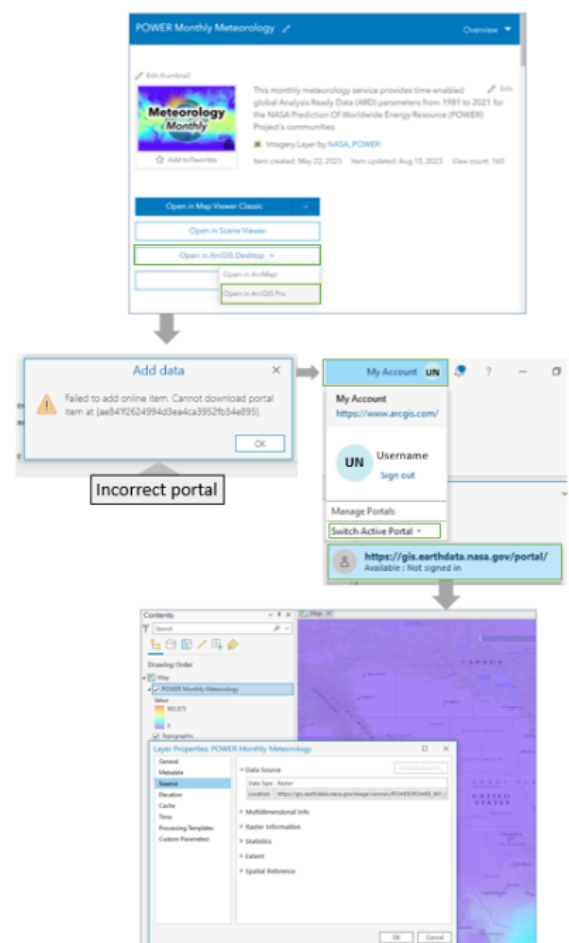 POWER Monthly Meteorology
Overview
Edit thumbnail
Meteorology
(Monthly
Add to Favorites
This monthly meteorology service provides time-enabled
global Analysis Ready Data (ARD) parameters from 1981 to 2021 for
the NASA Prediction Of Worldwide Energy Resource (POWER)
Project's communities.
Edit
Imagery Layer by NASA_POWER
Item created: May 22, 2023 Item updated: Aug 15, 2023 View count: 160
Open in Map Viewer Classic
Open in Scene Viewer
Open in ArcGIS Desktop
Open in ArcMap
Open in ArcGIS Pro
Add data
Failed to add online item. Cannot download portal
item at {ae841f2624994d3ea4ca3952fb34e895}.
OK
Incorrect portal
My Account UN
?
My Account
https://www.arcgis.com/
UN
Username
Sign out
Manage Portals
Switch Active Portal
https://gis.earthdata.nasa.gov/portal/
Available : Not signed in
Contents
Search
Drawing Order
Map
POWER Monthly Meteorology
Value
0
Topographic
Map
CANADA
UNITED
STATES
Layer Properties: POWER Monthly Meteorology
General
Metadata
Source
Elevation
Cache
Time
Processing Templates
Custom Parameters
Data Source
Set Data Source...
Data Type Raster
Location
Multidimensional Info
Raster Information
Statistics
Extent
Spatial Reference
OK
Cancel